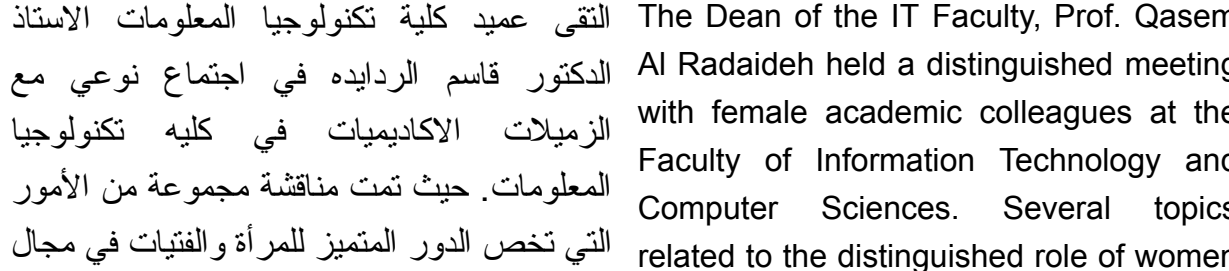 التقى عميد كلية تكنولوجيا المعلومات الاستاذ
الدكتور قاسم الردايده في اجتماع نوعي مع
الزميلات الاكاديميات في كليه تكنولوجيا
المعلومات. حيث تمت مناقشة مجموعة من الأمور
التي تخص الدور المتميز للمرأة والفتيات في مجال
The Dean of the IT Faculty, Prof. Qasem
Al Radaideh held a distinguished meeting
with female academic colleagues at the
Faculty of Information Technology and
Computer Sciences. Several topics
related to the distinguished role of women